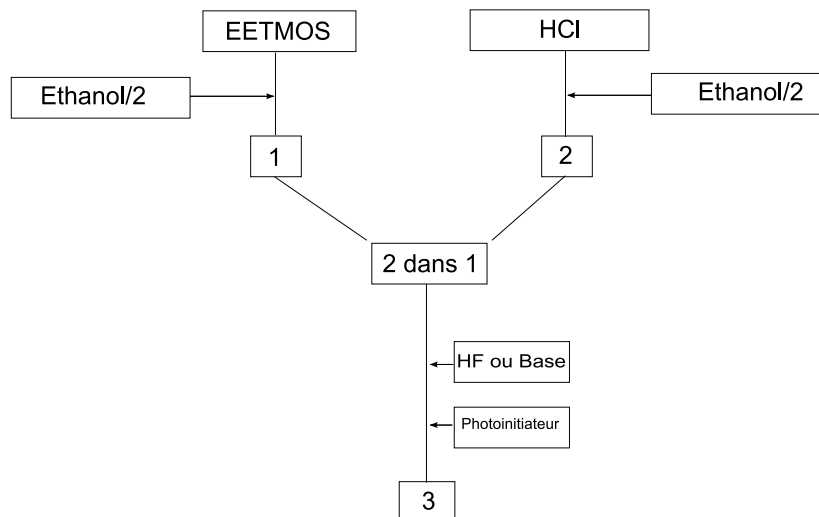 EETMOS
HCl
Ethanol/2
Ethanol/2
1
2
2 dans 1
HF ou Base
Photoinitiateur
3